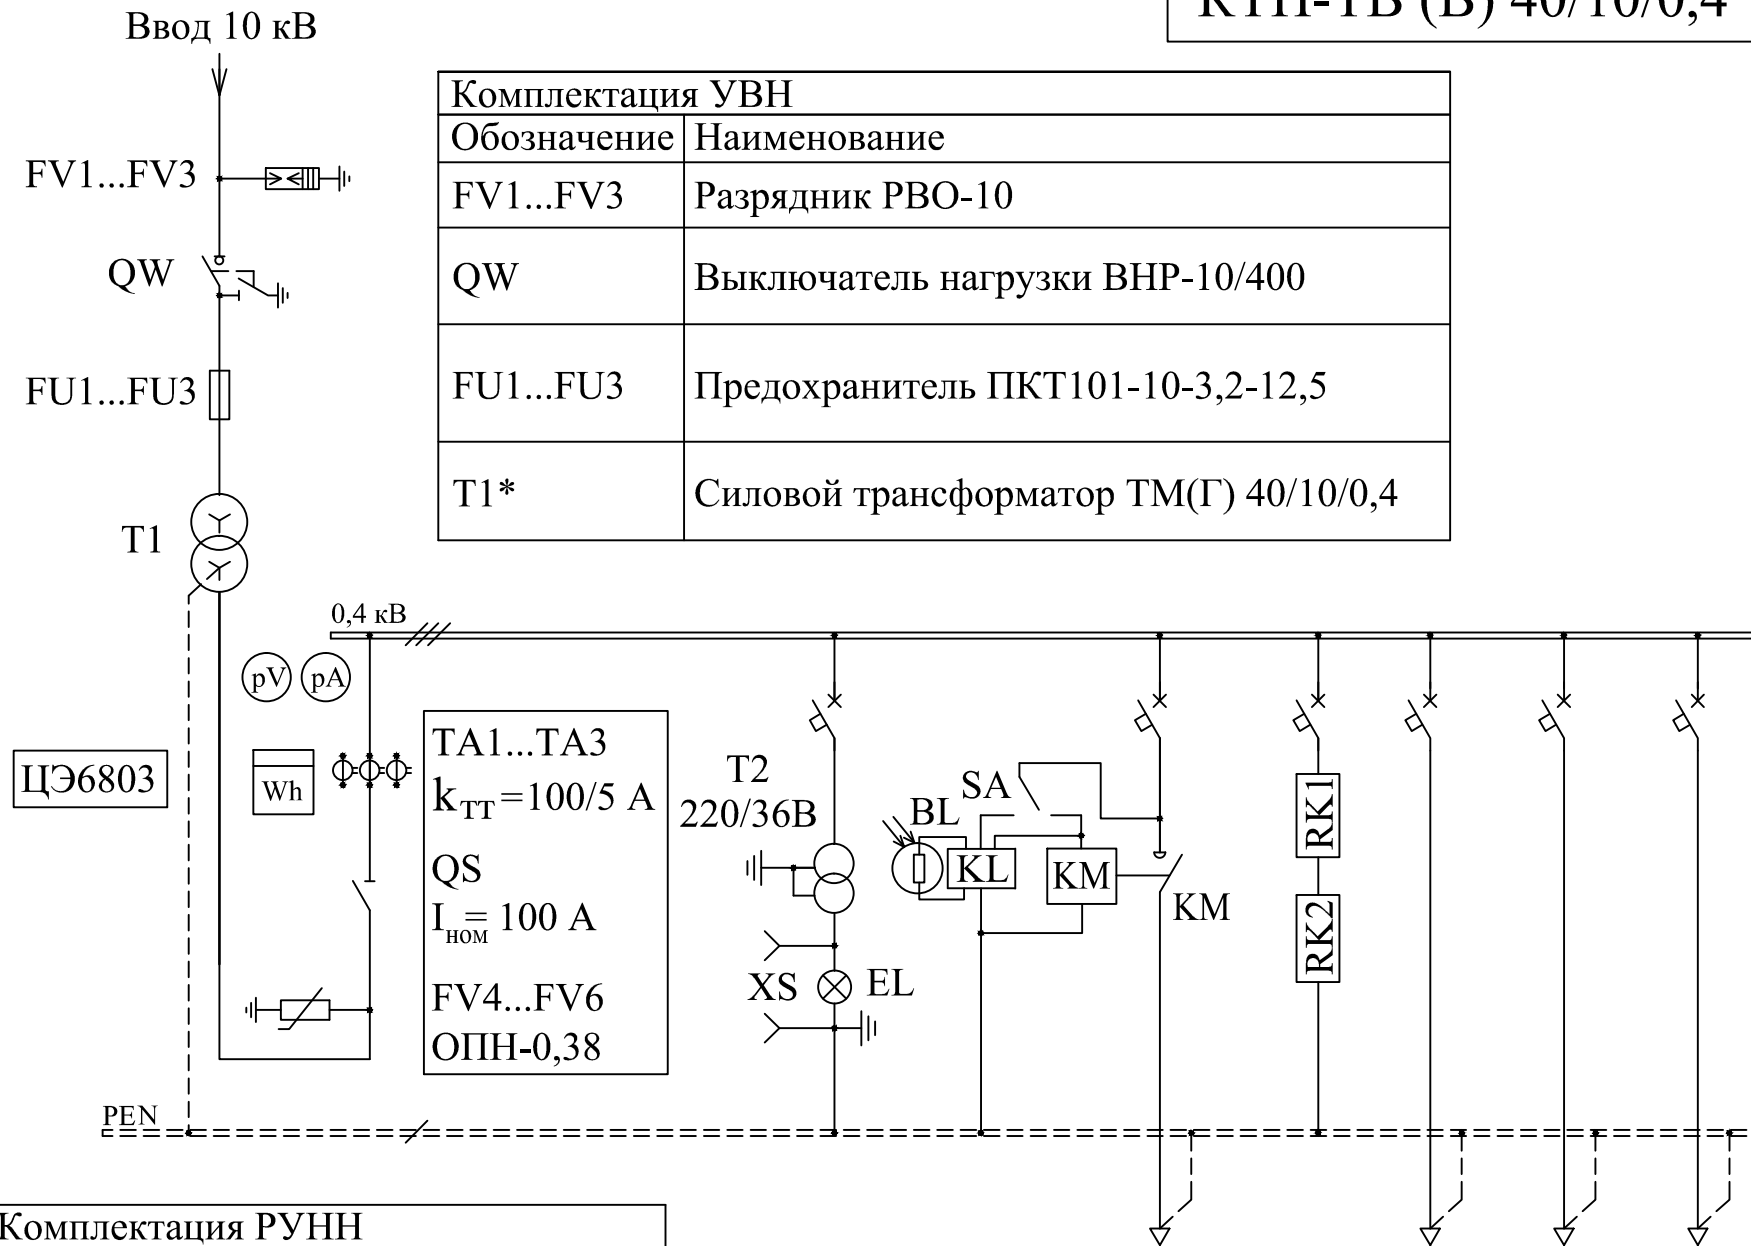 Ввод 10 кВ
КТП-ТВ (В) 40/10/0,4
Комплектация УВН
Обозначение Наименование
FV1...FV3 Разрядник РВО-10
QW Выключатель нагрузки ВНР-10/400
FU1...FU3 Предохранитель ПКТ101-10-3,2-12,5
T1* Силовой трансформатор ТМ(Г) 40/10/0,4
FV1...FV3
QW
FU1...FU3
T1
0,4 кВ
pV pA
ЦЭ6803
Wh
TA1...TA3
kТТ=100/5 А
QS
Iном= 100 А
FV4...FV6
ОПН-0,38
T2
220/36В
XS EL
SA
BL
KL
KM
KM
RK1
RK2
PEN
Комплектация РУНН